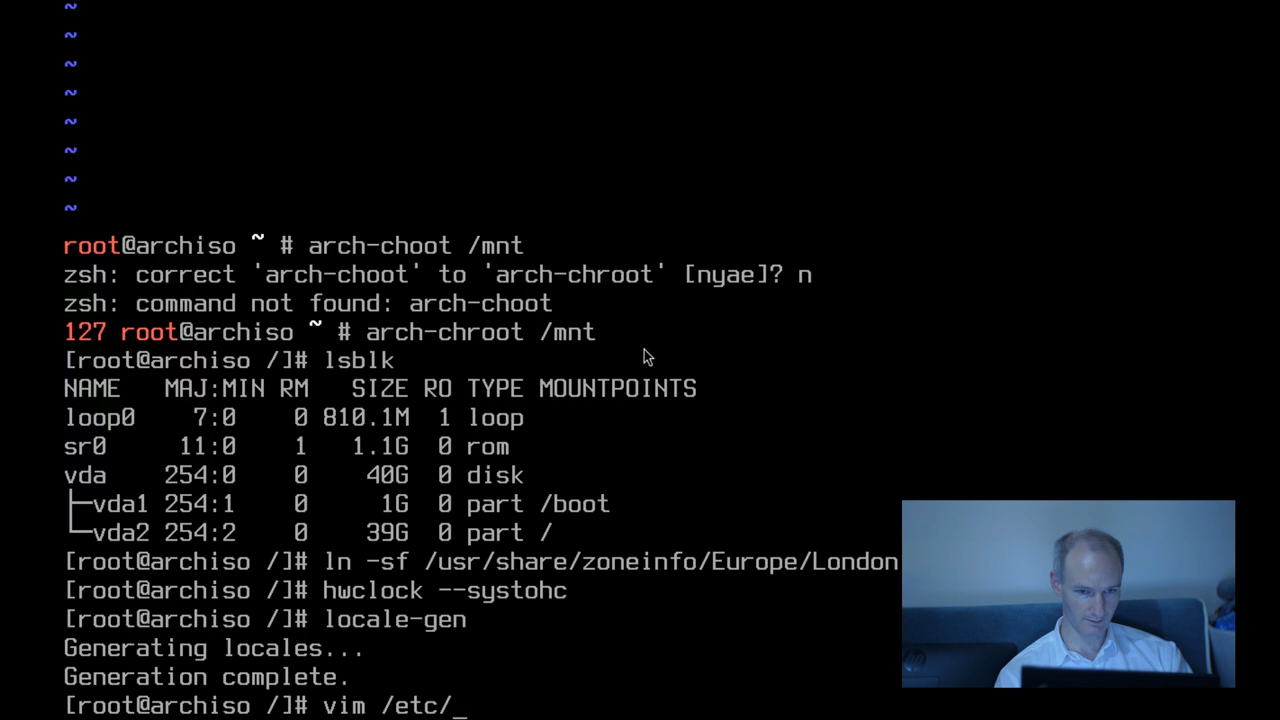 ~
~
~
~
~
~
~
~
root@archiso ~ # arch-choot /mnt
zsh: correct 'arch-choot' to 'arch-chroot' [nyae]? n
zsh: command not found: arch-choot
127 root@archiso ~ # arch-chroot /mnt
[root@archiso /]# lsblk
NAME   MAJ:MIN RM   SIZE RO TYPE MOUNTPOINTS
loop0    7:0    0 810.1M  1 loop
sr0     11:0    1   1.1G  0 rom
vda    254:0    0    40G  0 disk
├─vda1 254:1    0     1G  0 part /boot
└─vda2 254:2    0    39G  0 part /
[root@archiso /]# ln -sf /usr/share/zoneinfo/Europe/London
[root@archiso /]# hwclock --systohc
[root@archiso /]# locale-gen
Generating locales...
Generation complete.
[root@archiso /]# vim /etc/_